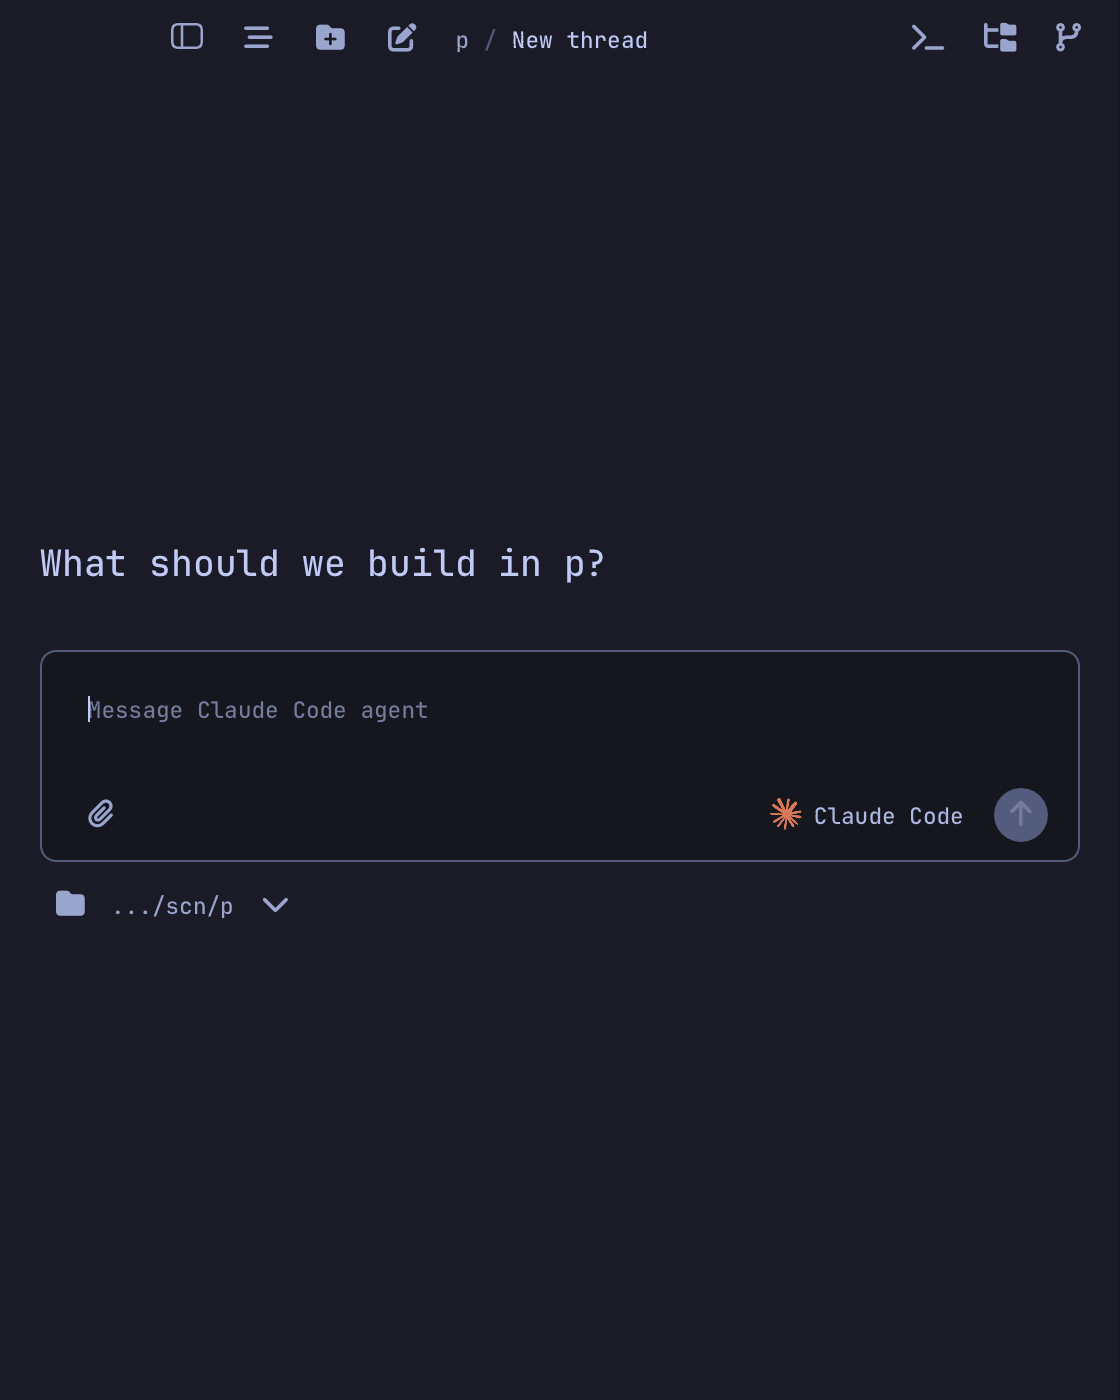 p / New thread
What should we build in p?
Message Claude Code agent
Claude Code
.../scn/p